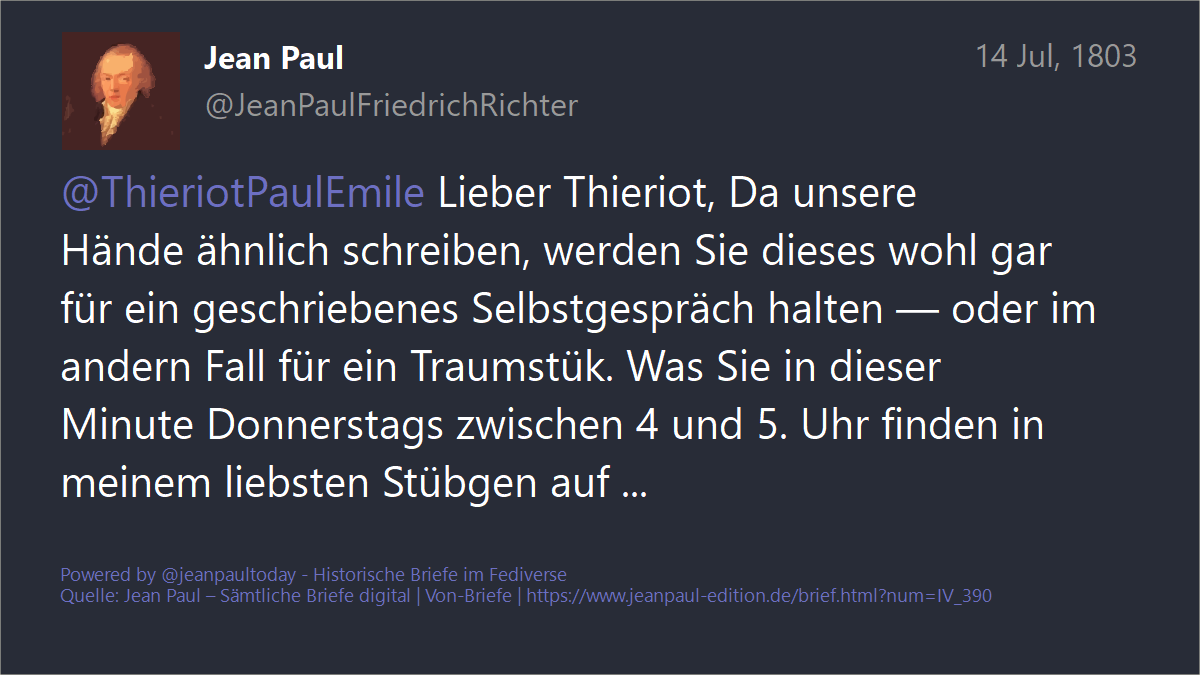 Jean Paul
14 Jul, 1803
@JeanPaulFriedrichRichter
@ThieriotPaulEmile Lieber Thieriot, Da unsere
Hände ähnlich schreiben, werden Sie dieses wohl gar
für ein geschriebenes Selbstgespräch halten — oder im
andern Fall für ein Traumstük. Was Sie in dieser
Minute Donnerstags zwischen 4 und 5. Uhr finden in
meinem liebsten Stübgen auf ...
Powered by @jeanpaultoday - Historische Briefe im Fediverse
Quelle: Jean Paul – Sämtliche Briefe digital | Von-Briefe | https://www.jeanpaul-edition.de/brief.html?num=IV_390